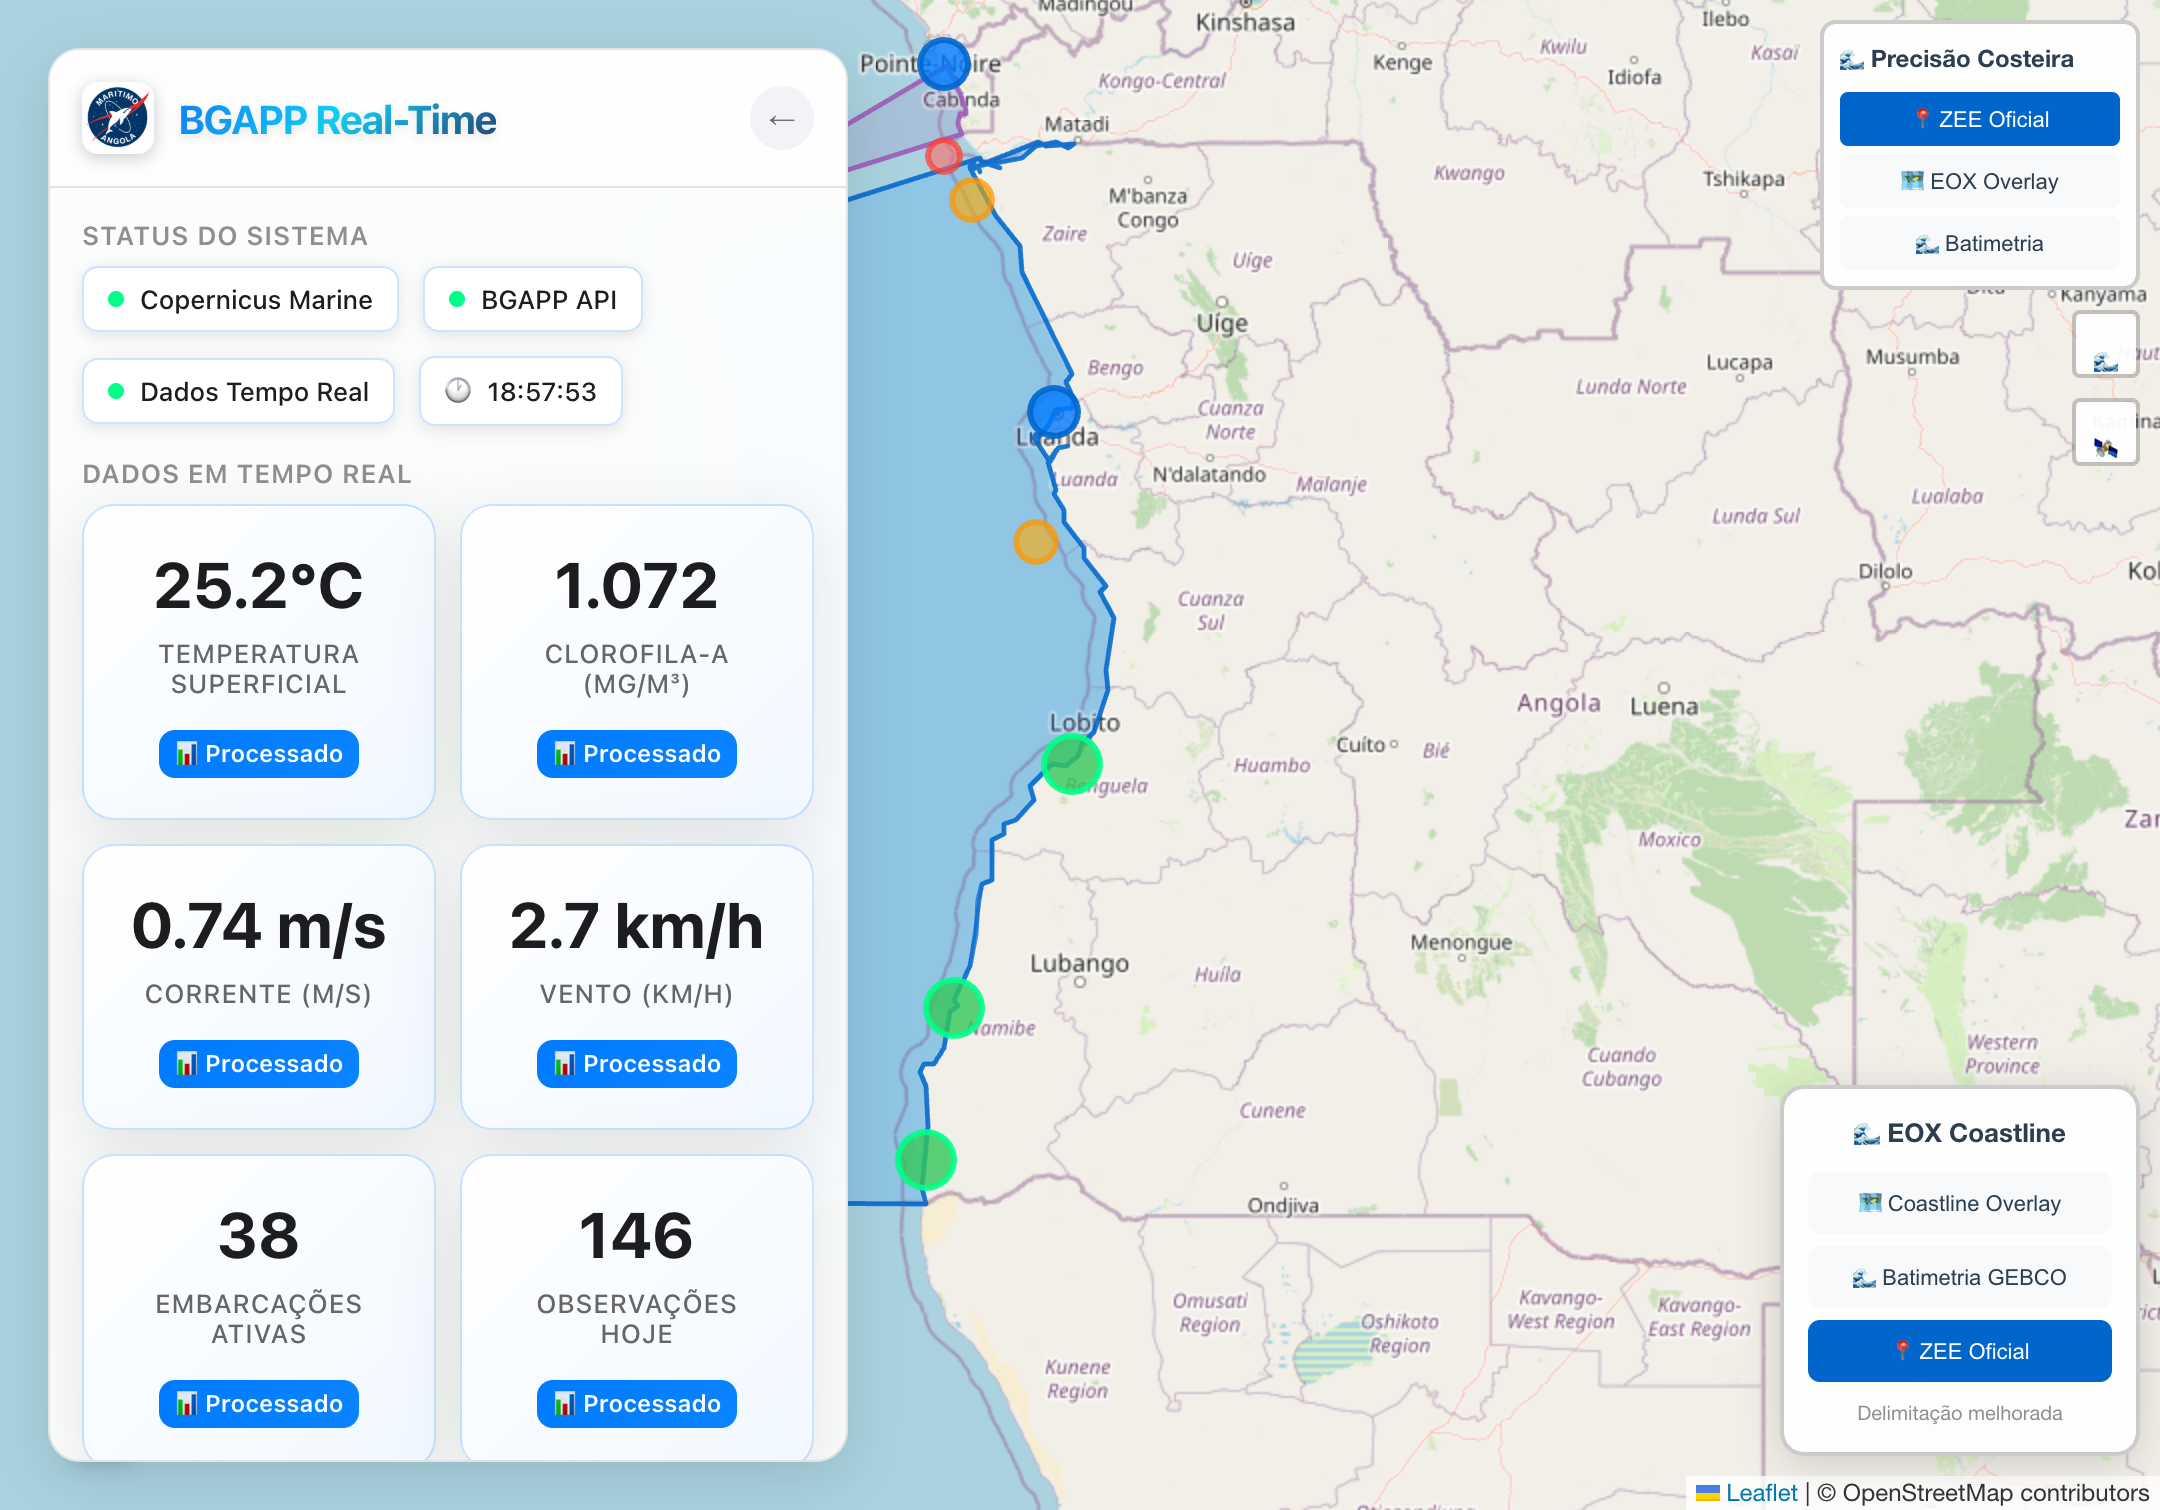 MARÍTIMO
ANGOLA
BGAPP Real-Time
←
STATUS DO SISTEMA
Copernicus Marine
BGAPP API
Dados Tempo Real
18:57:53
DADOS EM TEMPO REAL
25.2°C
TEMPERATURA
SUPERFICIAL
Processado
1.072
CLOROFILA-A
(MG/M³)
Processado
0.74 m/s
CORRENTE (M/S)
Processado
2.7 km/h
VENTO (KM/H)
Processado
38
EMBARCAÇÕES
ATIVAS
Processado
146
OBSERVAÇÕES
HOJE
Processado
Madingou
Kinshasa
Ilebo
Pointe-Noire
Kenge
Kwilu
Idiofa
Kasaï
Kongo-Central
Cabinda
Matadi
Kwango
Tshikapa
M'banza
Congo
Zaire
Uíge
Uíge
Kanyama
Bengo
Lucapa
Musumba
Lunda Norte
Cuanza
Norte
Luanda
Luanda
N'dalatando
Malanje
Lualaba
Lunda Sul
Dilolo
Cuanza
Sul
Angola
Luena
Lobito
Cuíto
Bié
Huambo
Benguela
Moxico
Menongue
Lubango
Huíla
Namibe
Cuando
Cubango
Western
Province
Cunene
Ondjiva
Omusati
Region
Oshikoto
Region
Kavango-
West Region
Kavango-
East Region
Kunene
Region
Precisão Costeira
ZEE Oficial
EOX Overlay
Batimetria
EOX Coastline
Coastline Overlay
Batimetria GEBCO
ZEE Oficial
Delimitação melhorada
Leaflet | © OpenStreetMap contributors